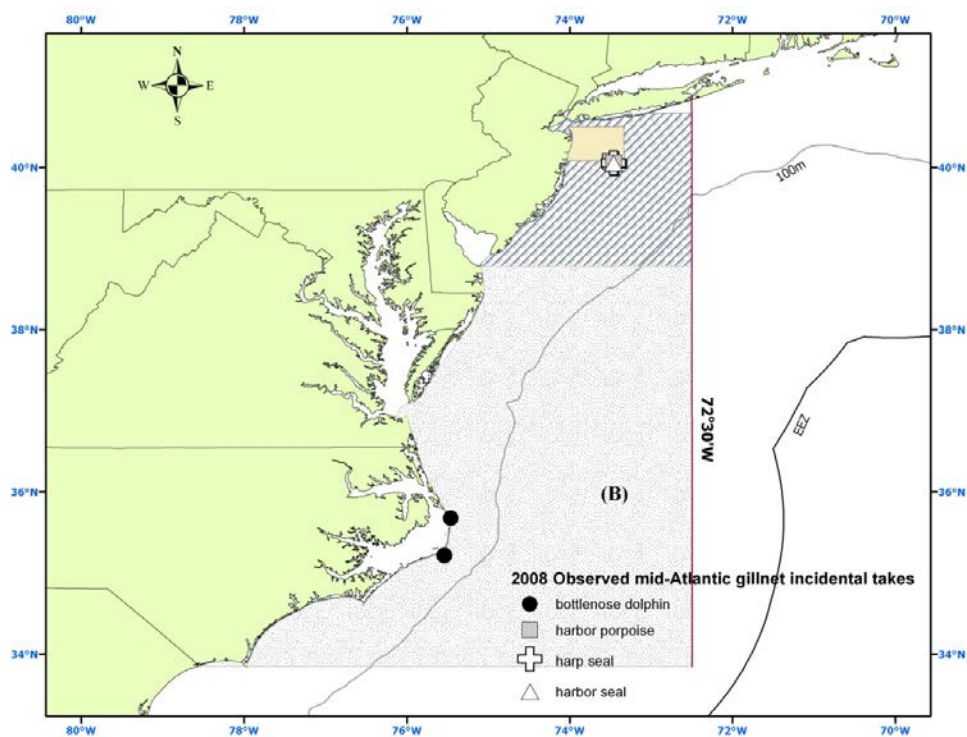 80°W 78°W 76°W 74°W 72°W 70°W
N
W E
S
40°N 40°N
100m
38°N 38°N
72°30'W
EEZ
36°N 36°N
(B)
2008 Observed mid-Atlantic gillnet incidental takes
bottlenose dolphin
harbor porpoise
harp seal
harbor seal
34°N 34°N
80°W 78°W 76°W 74°W 72°W 70°W